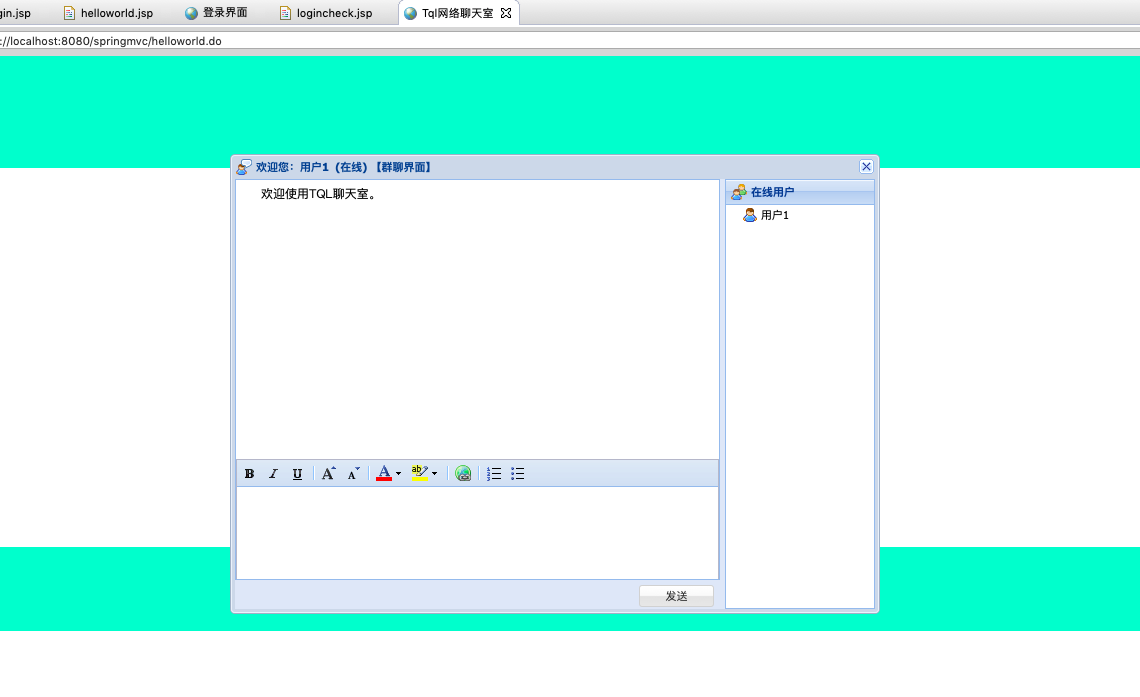 gin.jsp helloworld.jsp 登录界面 logincheck.jsp Tql网络聊天室
://localhost:8080/springmvc/helloworld.do
欢迎您：用户1（在线）【群聊界面】
欢迎使用TQL聊天室。
在线用户
用户1
B I U A A A ab
发送